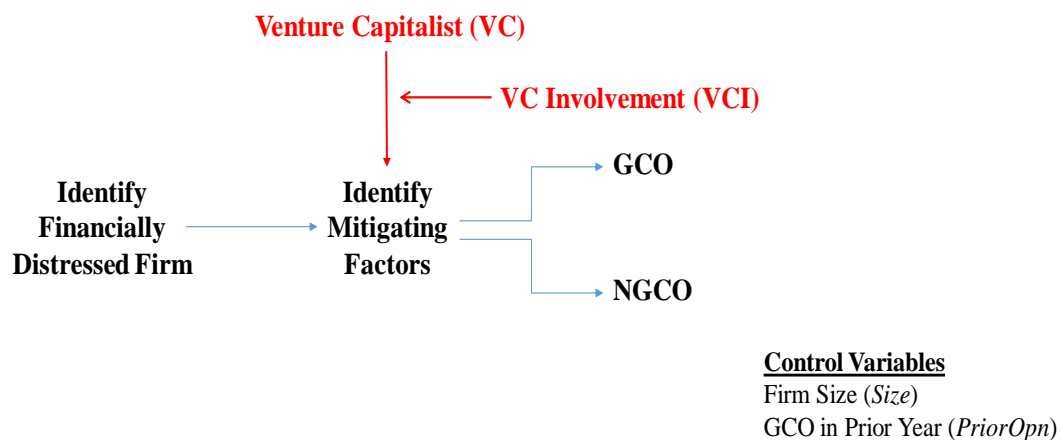 Venture Capitalist (VC)
VC Involvement (VCI)
GCO
Identify
Financially
Distressed Firm
Identify
Mitigating
Factors
NGCO
Control Variables
Firm Size (Size)
GCO in Prior Year (PriorOpn)